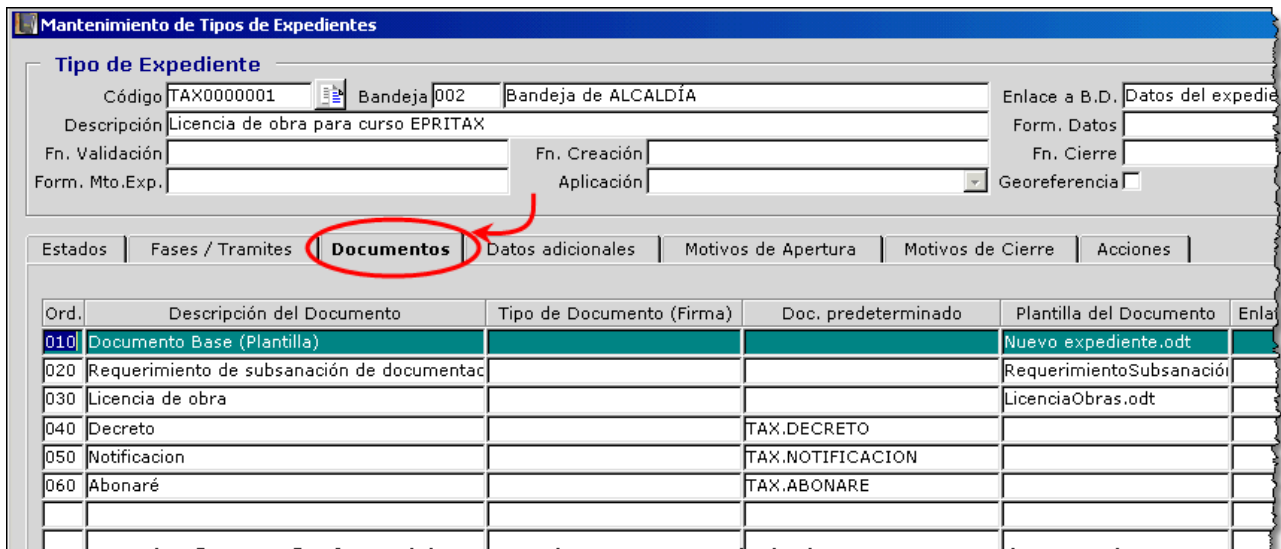 Mantenimiento de Tipos de Expedientes
Tipo de Expediente
Código TAX0000001 Bandeja 002 Bandeja de ALCALDÍA Enlace a B.D. Datos del
Descripción Licencia de obra para curso EPRITAX Form. Datos
Fn. Validación Fn. Creación Fn. Cierre
Form. Mto.Exp. Aplicación Georeferencia
Estados Fases / Tramites Documentos Datos adicionales Motivos de Apertura Motivos de Cierre Acciones
Ord. Descripción del Documento Tipo de Documento (Firma) Doc. predeterminado Plantilla del Documento
010 Documento Base (Plantilla) Nuevo expediente.odt
020 Requerimiento de subsanación de documentac RequerimientoSubsanació
030 Licencia de obra LicenciaObras.odt
040 Decreto TAX.DECRETO
050 Notificacion TAX.NOTIFICACION
060 Abonaré TAX.ABONARE